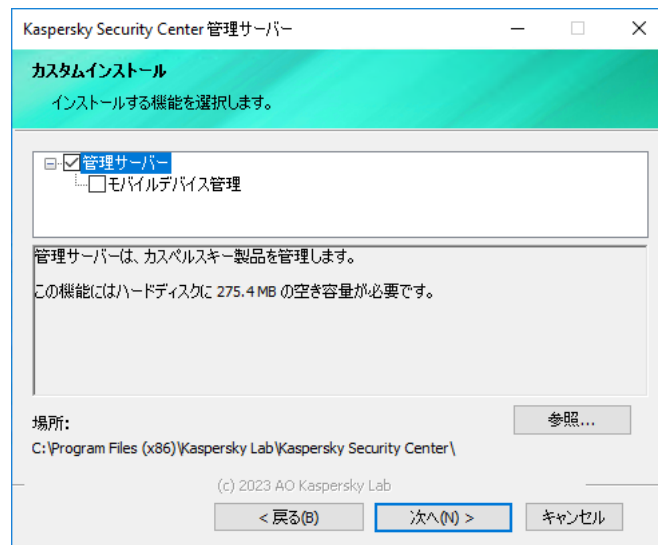 Kaspersky Security Center 管理サーバー
カスタムインストール
インストールする機能を選択します。
管理サーバー
モバイルデバイス管理
管理サーバーは、カスペルスキー製品を管理します。
この機能にはハードディスクに 275.4 MB の空き容量が必要です。
場所:
参照...
C:\Program Files (x86)\Kaspersky Lab\Kaspersky Security Center\
(c) 2023 AO Kaspersky Lab
< 戻る(B)
次へ(N) >
キャンセル